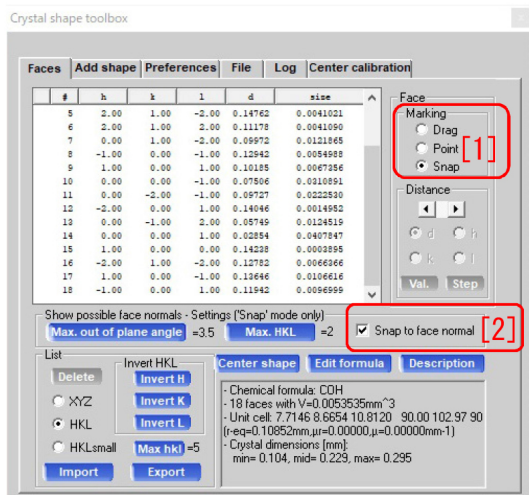 Crystal shape toolbox
Faces Add shape Preferences File Log Center calibration
# h k l d size
5 2.00 1.00 -2.00 0.14762 0.0041021
6 2.00 1.00 2.00 0.11178 0.0041090
7 0.00 1.00 -2.00 0.09972 0.0121865
8 -1.00 0.00 -1.00 0.12942 0.0054988
9 1.00 0.00 1.00 0.10185 0.0067356
10 0.00 0.00 -1.00 0.07506 0.0310891
11 0.00 -2.00 -1.00 0.09727 0.0222530
12 -2.00 0.00 1.00 0.14046 0.0014952
13 0.00 -1.00 2.00 0.05749 0.0124519
14 0.00 0.00 1.00 0.02854 0.0407847
15 1.00 0.00 0.00 0.14238 0.0003895
16 -2.00 1.00 2.00 0.12782 0.0066366
17 1.00 1.00 -1.00 0.13646 0.0106616
18 -1.00 0.00 1.00 0.11942 0.0096999
Face
Marking
Drag
Point
Snap
[1]
Distance
d h
k l
Val. Step
Show possible face normals - Settings ('Snap' mode only)
Max. out of plane angle =3.5 Max. HKL =2 Snap to face normal [2]
List
Delete
XYZ
HKL
HKLsmall
Invert HKL
Invert H
Invert K
Invert L
Max hkl =5
Import Export
Center shape Edit formula Description
- Chemical formula: COH
- 18 faces with V=0.0053535mm^3
- Unit cell: 7.7146 8.6654 10.8120 90.00 102.97 90
(r-eq=0.10852mm,μr=0.00000,μ=0.00000mm-1)
- Crystal dimensions [mm]:
min= 0.104, mid= 0.229, max= 0.295